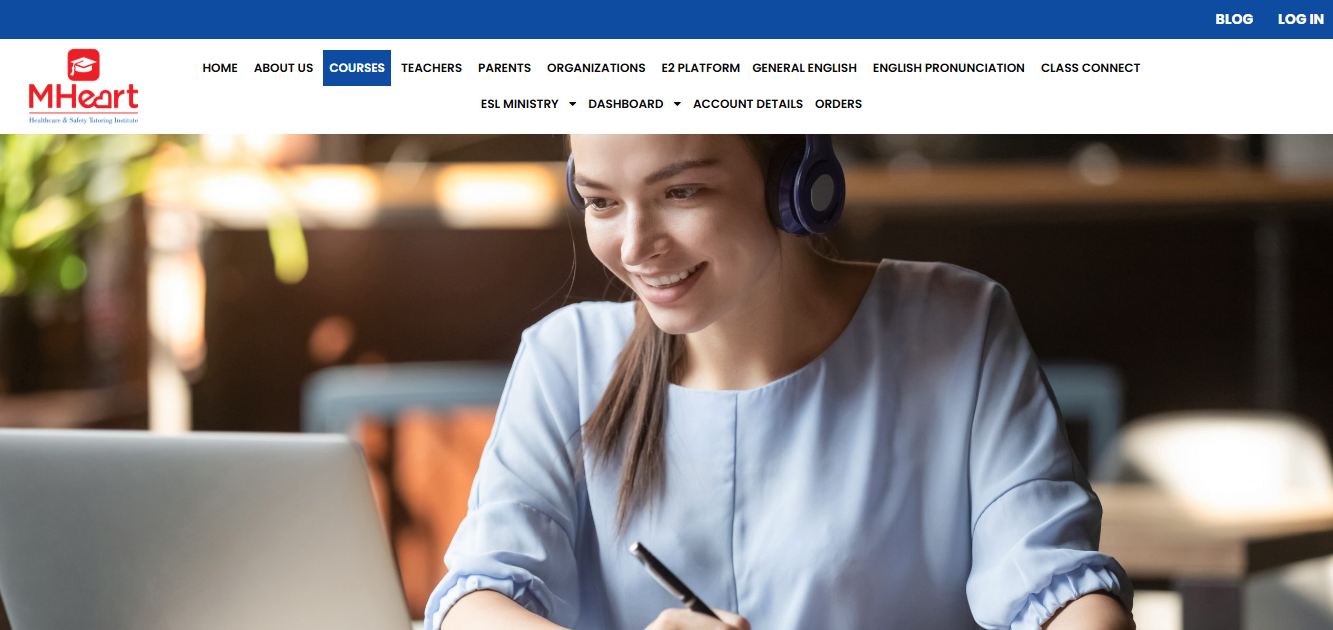 BLOG LOG IN
MHeart
Healthcare & Safety Tutoring Institute
HOME ABOUT US COURSES TEACHERS PARENTS ORGANIZATIONS E2 PLATFORM GENERAL ENGLISH ENGLISH PRONUNCIATION CLASS CONNECT
ESL MINISTRY DASHBOARD ACCOUNT DETAILS ORDERS